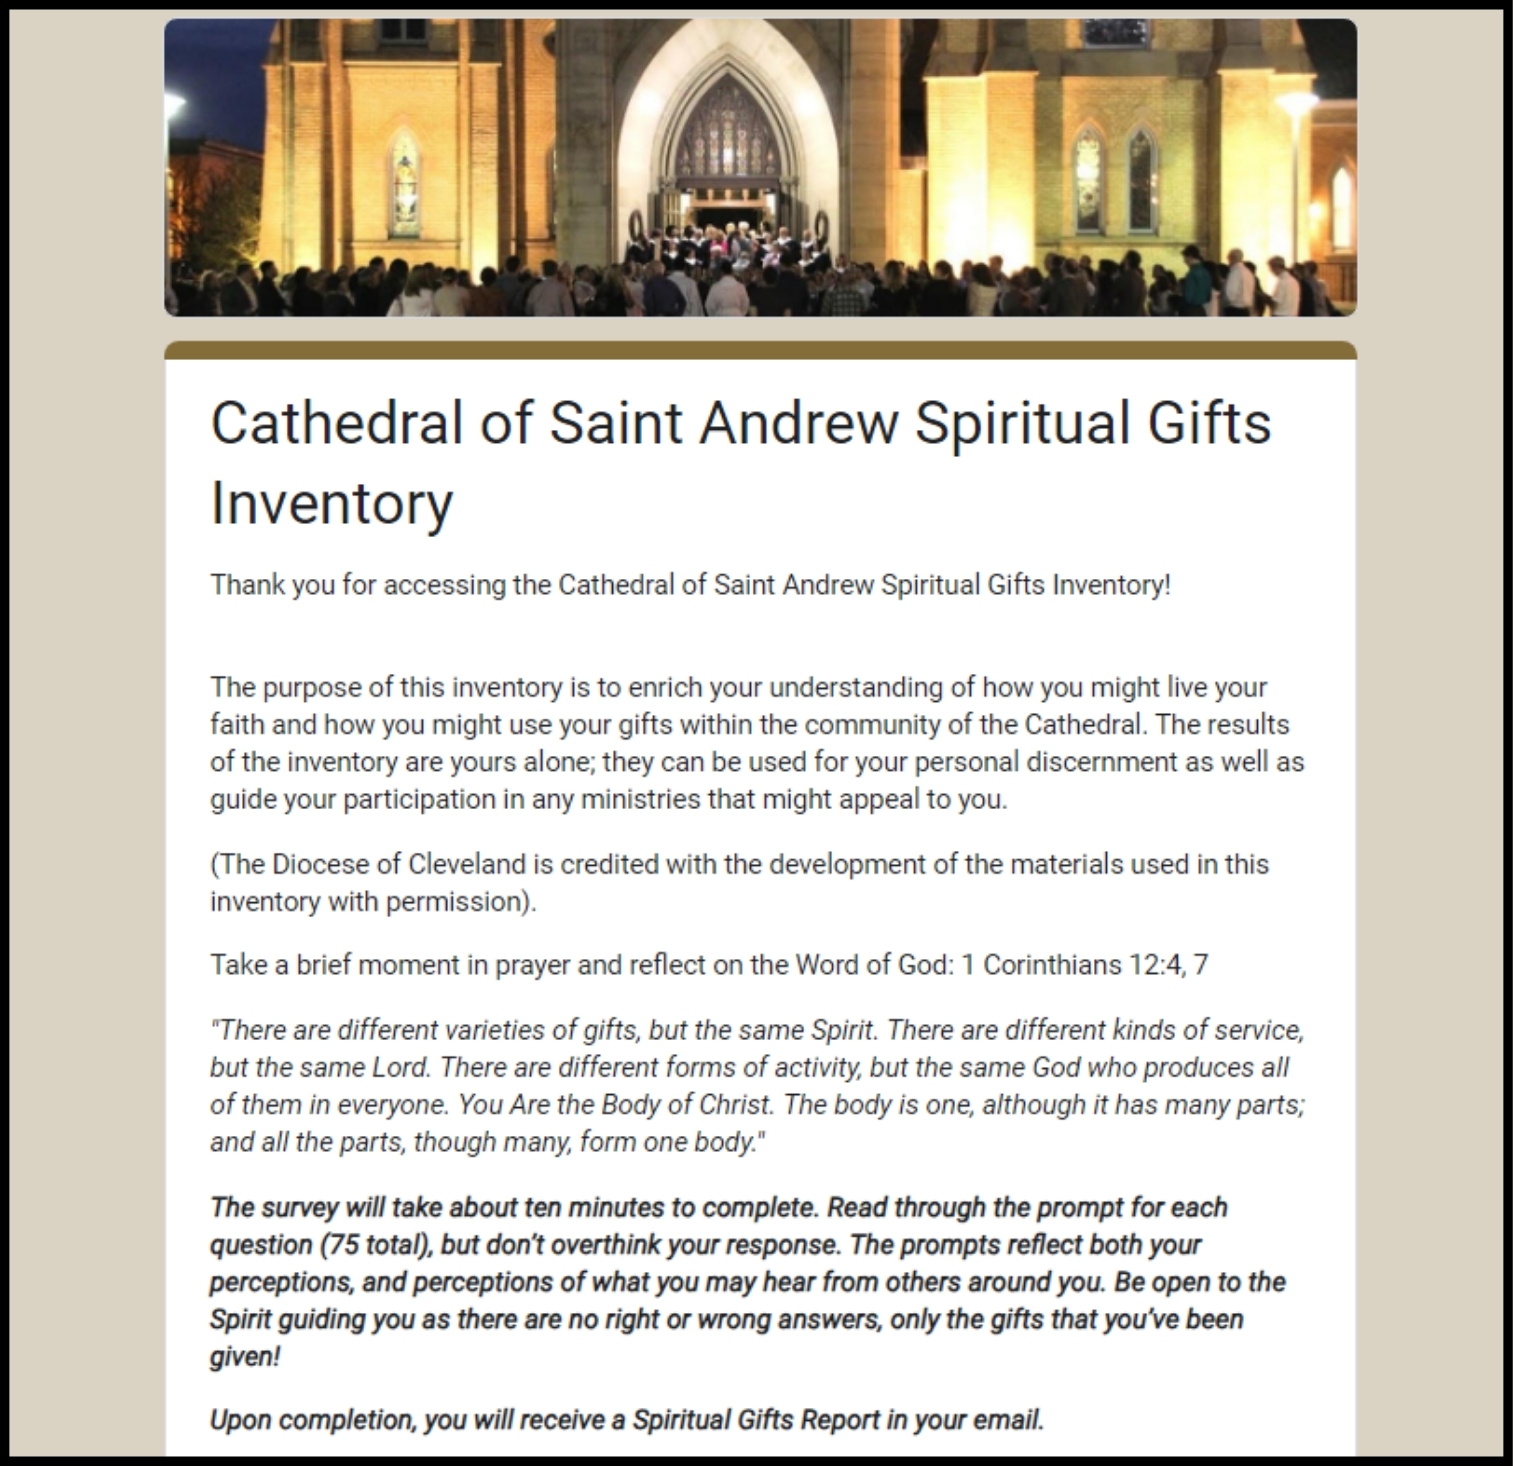 Cathedral of Saint Andrew Spiritual Gifts
Inventory
Thank you for accessing the Cathedral of Saint Andrew Spiritual Gifts Inventory!
The purpose of this inventory is to enrich your understanding of how you might live your
faith and how you might use your gifts within the community of the Cathedral. The results
of the inventory are yours alone; they can be used for your personal discernment as well as
guide your participation in any ministries that might appeal to you.
(The Diocese of Cleveland is credited with the development of the materials used in this
inventory with permission).
Take a brief moment in prayer and reflect on the Word of God: 1 Corinthians 12:4, 7
"There are different varieties of gifts, but the same Spirit. There are different kinds of service,
but the same Lord. There are different forms of activity, but the same God who produces all
of them in everyone. You Are the Body of Christ. The body is one, although it has many parts;
and all the parts, though many, form one body."
The survey will take about ten minutes to complete. Read through the prompt for each
question (75 total), but don't overthink your response. The prompts reflect both your
perceptions, and perceptions of what you may hear from others around you. Be open to the
Spirit guiding you as there are no right or wrong answers, only the gifts that you've been
given!
Upon completion, you will receive a Spiritual Gifts Report in your email.